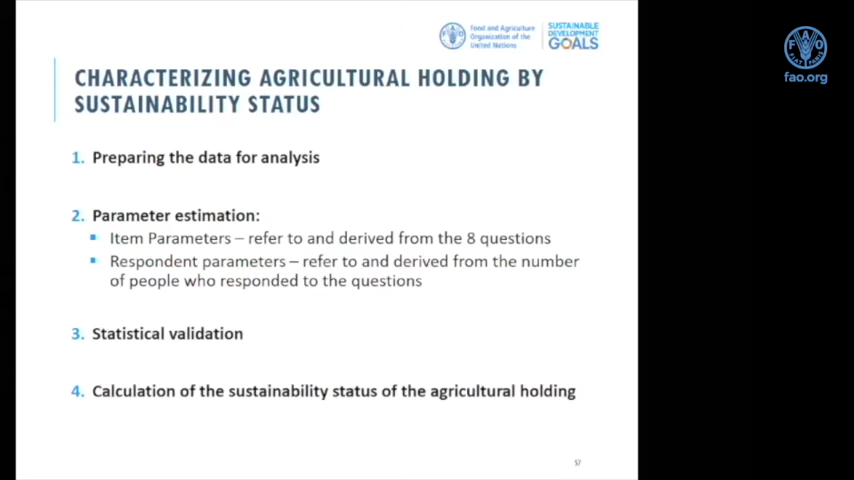 Food and Agriculture
Organization of the
United Nations
SUSTAINABLE
DEVELOPMENT
GOALS
FAO
FIAT PANIS
fao.org
CHARACTERIZING AGRICULTURAL HOLDING BY
SUSTAINABILITY STATUS
1. Preparing the data for analysis
2. Parameter estimation:
▪ Item Parameters – refer to and derived from the 8 questions
▪ Respondent parameters – refer to and derived from the number
of people who responded to the questions
3. Statistical validation
4. Calculation of the sustainability status of the agricultural holding
57